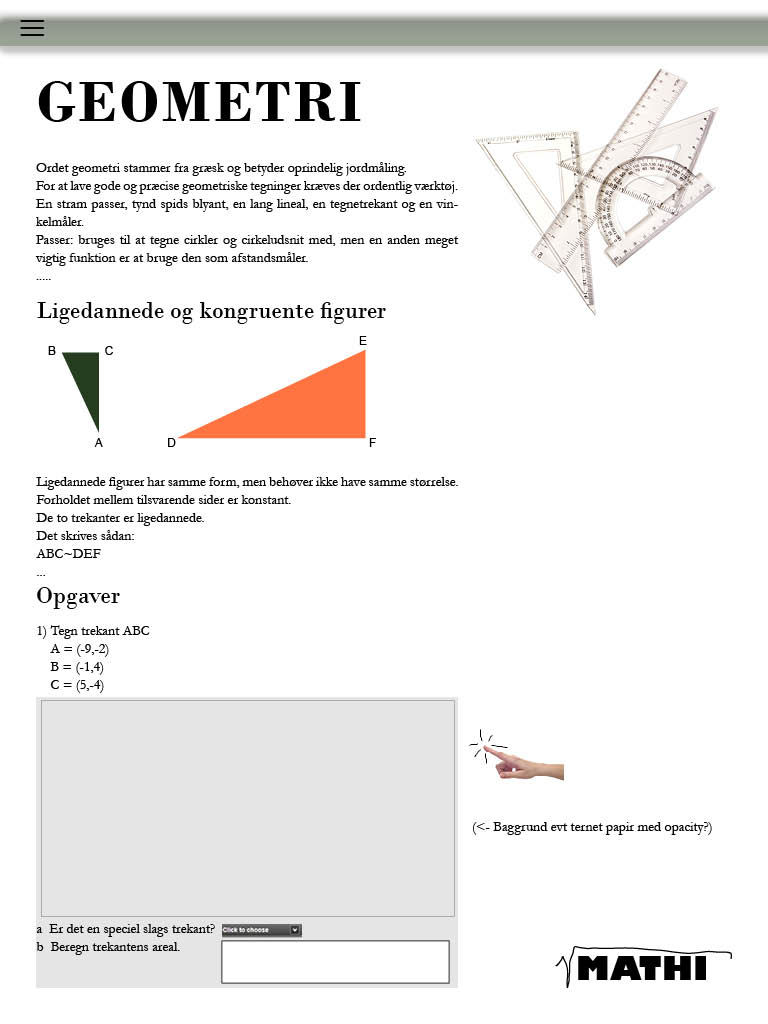 GEOMETRI
Ordet geometri stammer fra græsk og betyder oprindelig jordmåling.
For at lave gode og præcise geometriske tegninger kræves der ordentlig værktøj.
En stram passer, tynd spids blyant, en lang lineal, en tegnetrekant og en vin-
kelmåler.
Passer: bruges til at tegne cirkler og cirkeludsnit med, men en anden meget
vigtig funktion er at bruge den som afstandsmåler.
.....
Ligedannede og kongruente figurer
B C E
A D F
Ligedannede figurer har samme form, men behøver ikke have samme størrelse.
Forholdet mellem tilsvarende sider er konstant.
De to trekanter er ligedannede.
Det skrives sådan:
ABC~DEF
...
Opgaver
1) Tegn trekant ABC
A = (-9,-2)
B = (-1,4)
C = (5,-4)
(<- Baggrund evt ternet papir med opacity?)
a Er det en speciel slags trekant? Click to choose
b Beregn trekantens areal.
MATHI